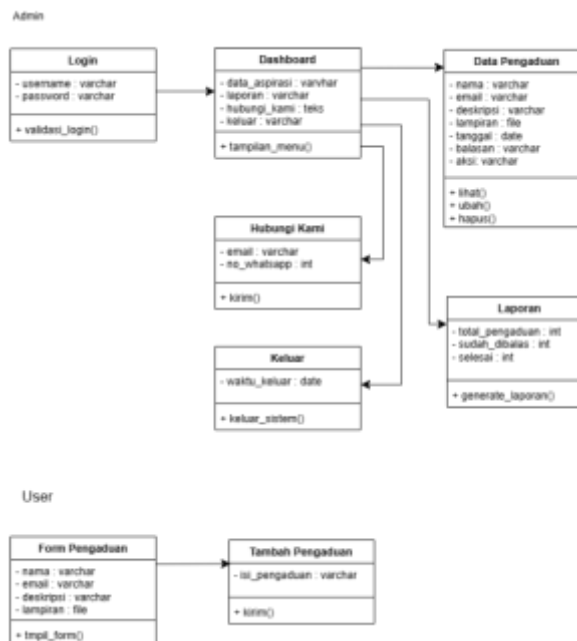 Admin
Login
- username : varchar
- password : varchar
+ validasi_login()
Dashboard
- data_aspirasi : varvhar
- laporan : varchar
- hubungi_kami : teks
- keluar : varchar
+ tampilan_menu()
Data Pengaduan
- nama : varchar
- email : varchar
- deskripsi : varchar
- lampiran : file
- tanggal : date
- balasan : varchar
- aksi: varchar
+ lihat()
+ ubah()
+ hapus()
Hubungi Kami
- email : varchar
- no_whatsapp : int
+ kirim()
Laporan
- total_pengaduan : int
- sudah_dibalas : int
- selesai : int
+ generate_laporan()
Keluar
- waktu_keluar : date
+ keluar_sistem()
User
Form Pengaduan
- nama : varchar
- email : varchar
- deskripsi : varchar
- lampiran : file
+ tmpil_form()
Tambah Pengaduan
- isi_pengaduan : varchar
+ kirim()